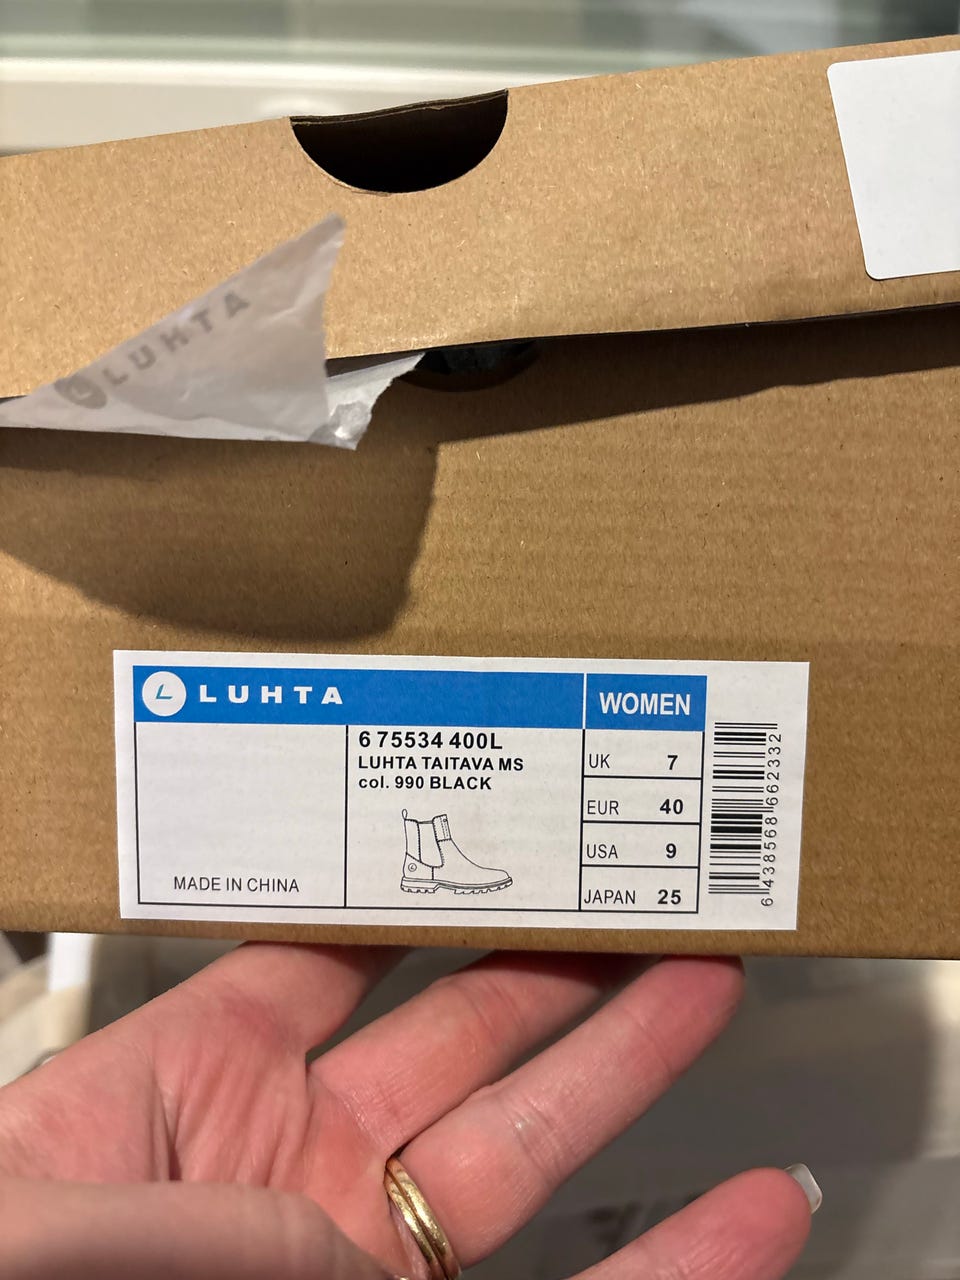 LUHTA
LUHTA
WOMEN
6 75534 400L
LUHTA TAITAVA MS
col. 990 BLACK
MADE IN CHINA
UK 7
EUR 40
USA 9
JAPAN 25
6 438568 662332